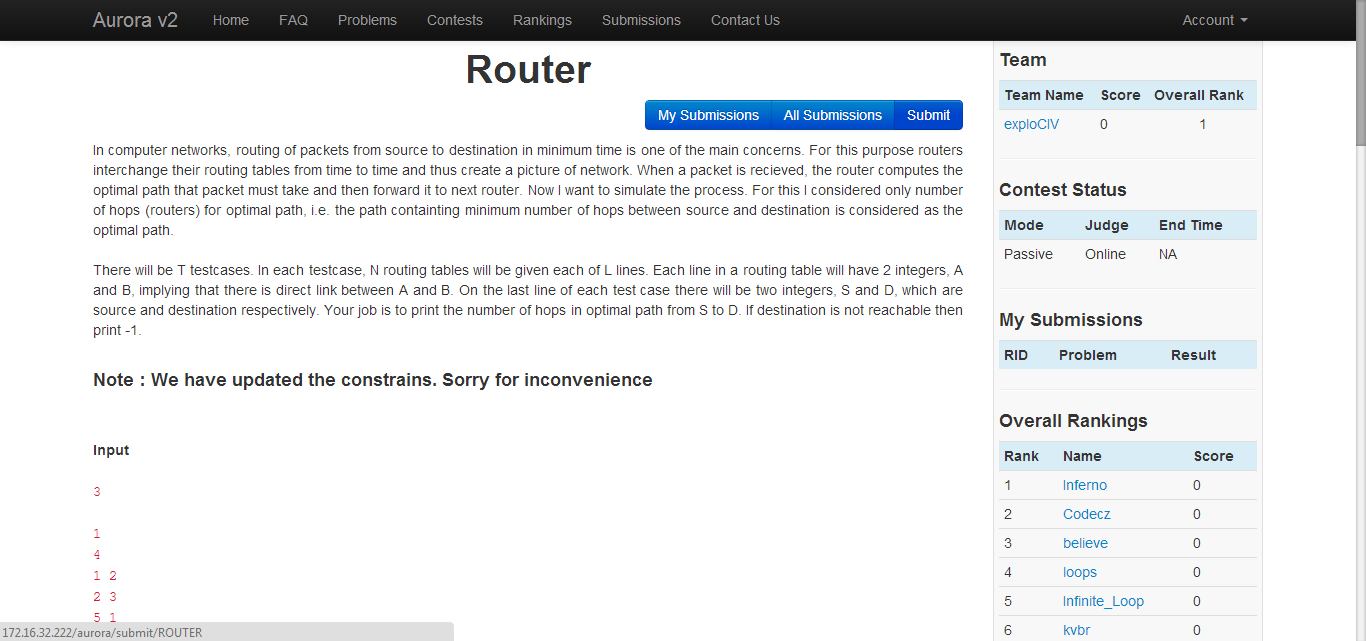 Aurora v2 Home FAQ Problems Contests Rankings Submissions Contact Us Account
Router
My Submissions All Submissions Submit
In computer networks, routing of packets from source to destination in minimum time is one of the main concerns. For this purpose routers
interchange their routing tables from time to time and thus create a picture of network. When a packet is recieved, the router computes the
optimal path that packet must take and then forward it to next router. Now I want to simulate the process. For this I considered only number
of hops (routers) for optimal path, i.e. the path containting minimum number of hops between source and destination is considered as the
optimal path.
There will be T testcases. In each testcase, N routing tables will be given each of L lines. Each line in a routing table will have 2 integers, A
and B, implying that there is direct link between A and B. On the last line of each test case there will be two integers, S and D, which are
source and destination respectively. Your job is to print the number of hops in optimal path from S to D. If destination is not reachable then
print -1.
Note : We have updated the constrains. Sorry for inconvenience
Input
3
1
4
1 2
2 3
5 1
172.16.32.222/aurora/submit/ROUTER
Team
Team Name Score Overall Rank
exploCIV 0 1
Contest Status
Mode Judge End Time
Passive Online NA
My Submissions
RID Problem Result
Overall Rankings
Rank Name Score
1 Inferno 0
2 Codecz 0
3 believe 0
4 loops 0
5 Infinite_Loop 0
6 kvbr 0